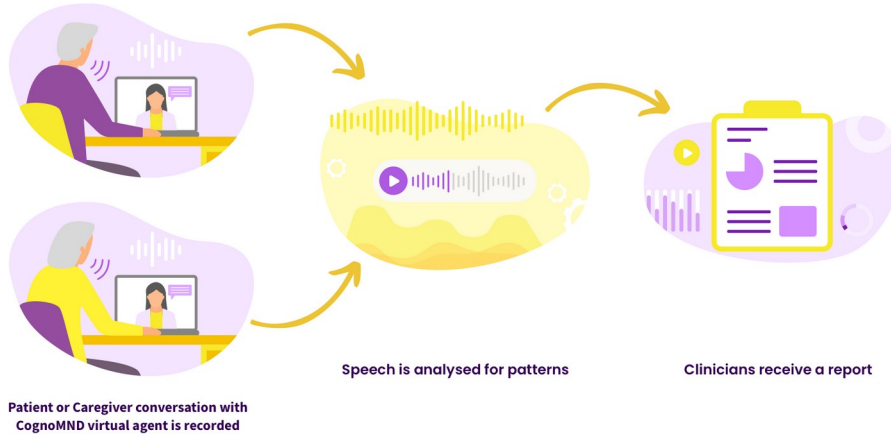 Speech is analysed for patterns
Clinicians receive a report
Patient or Caregiver conversation with
CognoMND virtual agent is recorded